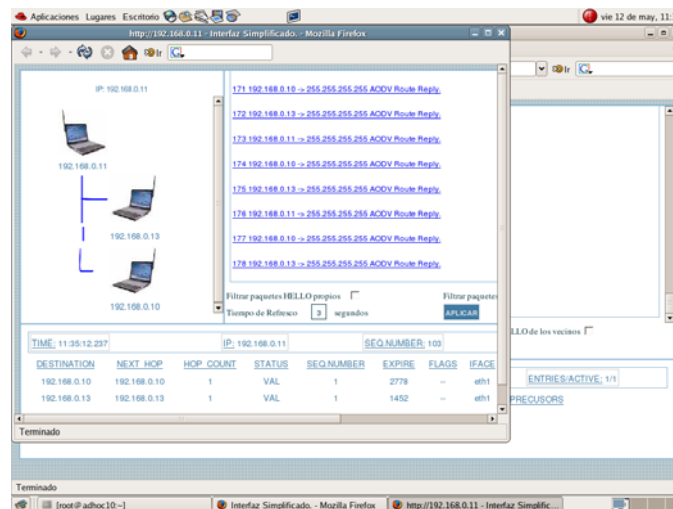 Aplicaciones Lugares Escritorio
vie 12 de may, 11:
http://192.168.0.11 - Interfaz Simplificado. - Mozilla Firefox
Ir
Ir
IP: 192.168.0.11
192.168.0.11
192.168.0.13
192.168.0.10
171 192.168.0.10 -> 255.255.255.255 AODV Route Reply.
172 192.168.0.13 -> 255.255.255.255 AODV Route Reply.
173 192.168.0.11 -> 255.255.255.255 AODV Route Reply.
174 192.168.0.10 -> 255.255.255.255 AODV Route Reply.
175 192.168.0.13 -> 255.255.255.255 AODV Route Reply.
176 192.168.0.11 -> 255.255.255.255 AODV Route Reply.
177 192.168.0.10 -> 255.255.255.255 AODV Route Reply.
178 192.168.0.13 -> 255.255.255.255 AODV Route Reply.
Filtrar paquetes HELLO propios
Filtrar paquetes
Tiempo de Refresco 3 segundos
APLICAR
LLO de los vecinos
TIME: 11:35:12.237
IP: 192.168.0.11
SEQ.NUMBER: 103
DESTINATION NEXT HOP HOP COUNT STATUS SEQ.NUMBER EXPIRE FLAGS IFACE
192.168.0.10 192.168.0.10 1 VAL 1 2778 -- eth1
192.168.0.13 192.168.0.13 1 VAL 1 1452 -- eth1
ENTRIES/ACTIVE: 1/1
PRECUSORS
Terminado
Terminado
[root@adhoc10:~]
Interfaz Simplificado. - Mozilla Firefox
http://192.168.0.11 - Interfaz Simplific...